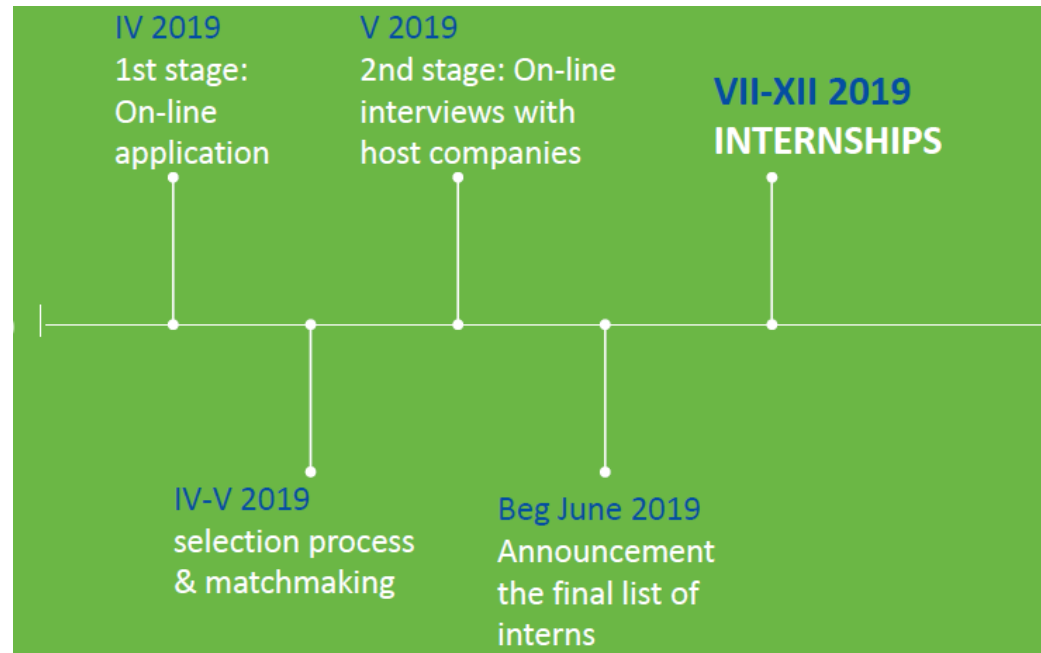 IV 2019
1st stage:
On-line
application
V 2019
2nd stage: On-line
interviews with
host companies
VII-XII 2019
INTERNSHIPS
IV-V 2019
selection process
& matchmaking
Beg June 2019
Announcement
the final list of
interns